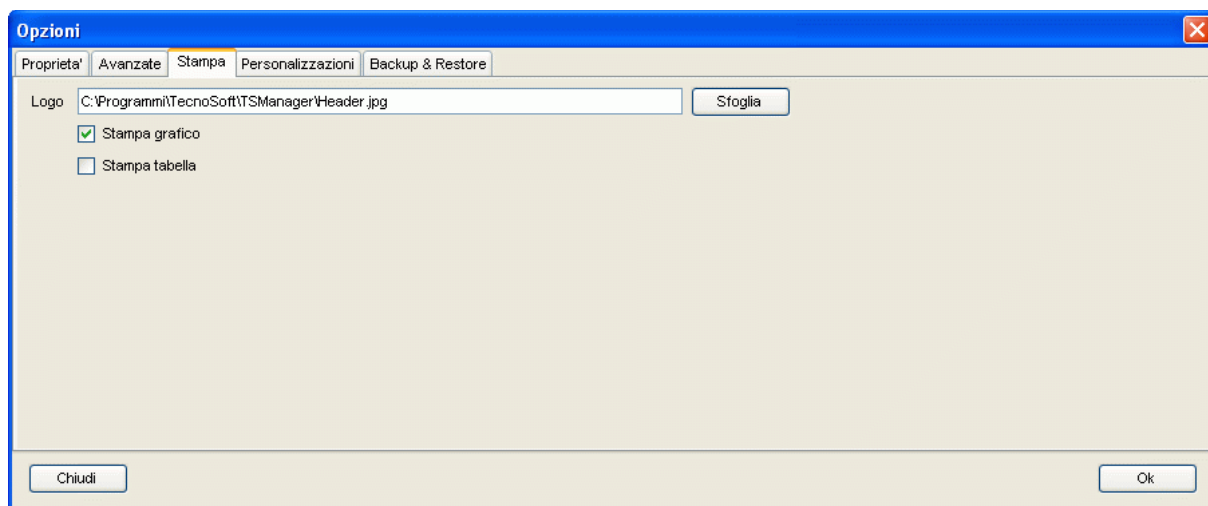 Opzioni
Proprieta' Avanzate Stampa Personalizzazioni Backup & Restore
Logo C:\Programmi\TecnoSoft\TSManager\Header.jpg Sfoglia
Stampa grafico
Stampa tabella
Chiudi Ok